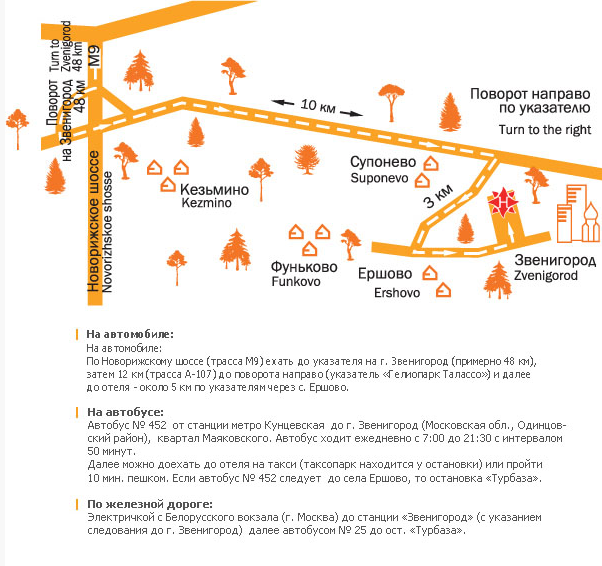 Поворот
на Звенигород
48 км
Turn to
Zvenigorod
48 km
M9
10 км
Поворот направо
по указателю
Turn to the right
Супонево
Suponevo
3 км
Н
Кезьмино
Kezmino
Новорижское шоссе
Novorizhskoe shosse
Фуньково
Funkovo
Ершово
Ershovo
Звенигород
Zvenigorod
На автомобиле:
На автомобиле:
По Новорижскому шоссе (трасса М9) ехать до указателя на г. Звенигород (примерно 48 км),
затем 12 км (трасса А-107) до поворота направо (указатель «Гелиопарк Талассо») и далее
до отеля - около 5 км по указателям через с. Ершово.
На автобусе:
Автобус № 452 от станции метро Кунцевская до г. Звенигород (Московская обл., Одинцов-
ский район), квартал Маяковского. Автобус ходит ежедневно с 7:00 до 21:30 с интервалом
50 минут.
Далее можно доехать до отеля на такси (таксопарк находится у остановки) или пройти
10 мин. пешком. Если автобус № 452 следует до села Ершово, то остановка «Турбаза».
По железной дороге:
Электричкой с Белорусского вокзала (г. Москва) до станции «Звенигород» (с указанием
следования до г. Звенигород) далее автобусом № 25 до ост. «Турбаза».